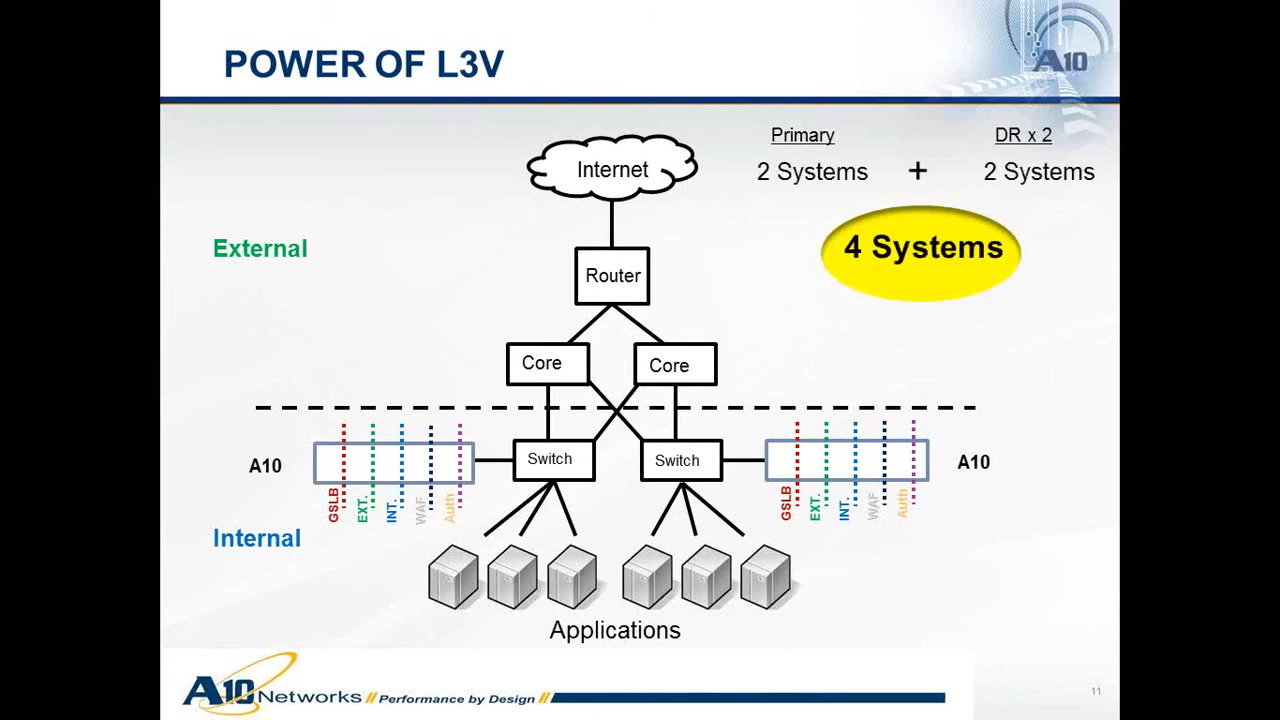 POWER OF L3V
A10
Primary
DR x 2
2 Systems + 2 Systems
4 Systems
Internet
External
Router
Core
Core
A10
Switch
Switch
A10
GSLB
EXT.
INT.
WAF
Auth
GSLB
EXT.
INT.
WAF
Auth
Internal
Applications
A10 Networks // Performance by Design //
11